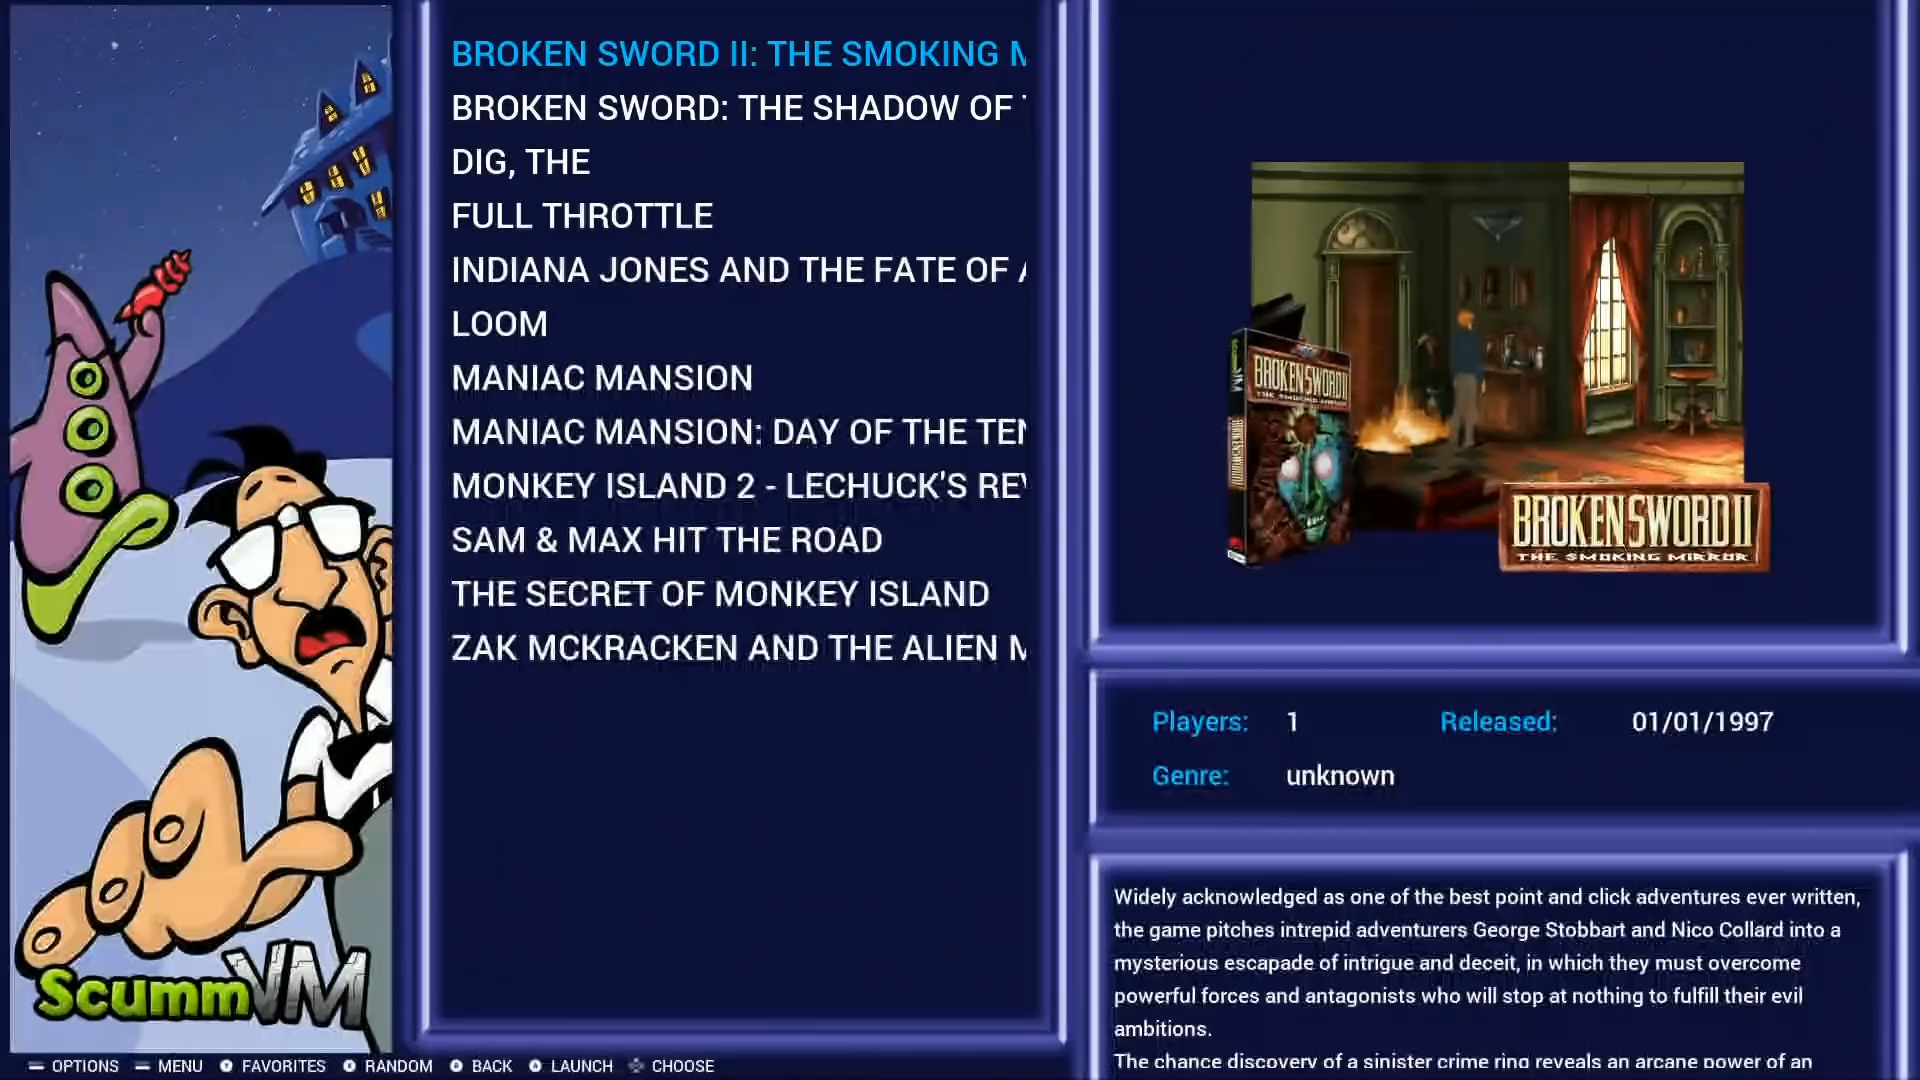 BROKEN SWORD II: THE SMOKING
BROKEN SWORD: THE SHADOW OF
DIG, THE
FULL THROTTLE
INDIANA JONES AND THE FATE OF
LOOM
MANIAC MANSION
MANIAC MANSION: DAY OF THE TEN
MONKEY ISLAND 2 - LECHUCK'S REV
SAM & MAX HIT THE ROAD
THE SECRET OF MONKEY ISLAND
ZAK MCKRACKEN AND THE ALIEN M
ScummVM
BROKEN SWORD II
BROKEN SWORD II
THE SMOKING MIRROR
Players: 1 Released: 01/01/1997
Genre: unknown
Widely acknowledged as one of the best point and click adventures ever written,
the game pitches intrepid adventurers George Stobbart and Nico Collard into a
mysterious escapade of intrigue and deceit, in which they must overcome
powerful forces and antagonists who will stop at nothing to fulfill their evil
ambitions.
The chance discovery of a sinister crime ring reveals an arcane power of an
OPTIONS MENU FAVORITES RANDOM BACK LAUNCH CHOOSE